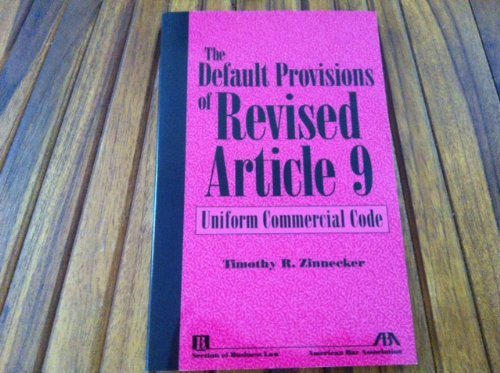 The
Default Provisions
of Revised
Article 9
Uniform Commercial Code
Timothy R. Zinnecker
B ABA
Section of Business Law American Bar Association